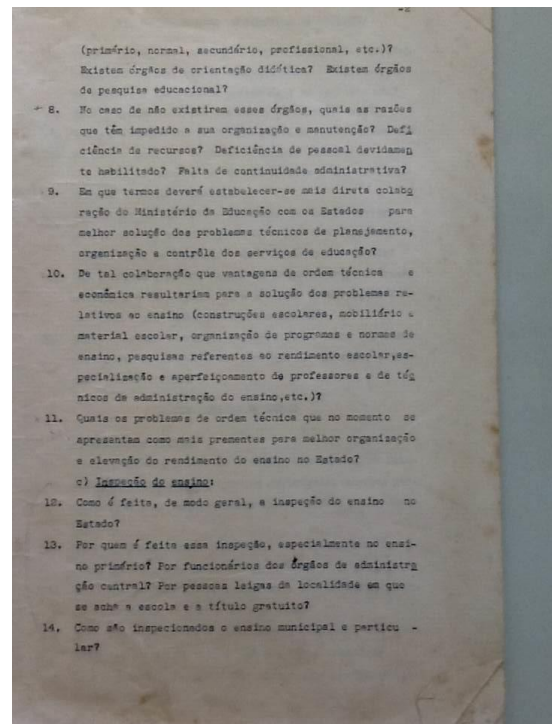 -2
(primário, normal, secundário, profissional, etc.)?
Existem órgãos de orientação didática? Existem órgãos
de pesquisa educacional?
8. No caso de não existirem esses órgãos, quais as razões
que têm impedido a sua organização e manutenção? Defi
ciência de recursos? Deficiência de pessoal devidamen
te habilitado? Falta de continuidade administrativa?
9. Em que termos deverá estabelecer-se mais direta colabo
ração do Ministério da Educação com os Estados para
melhor solução dos problemas técnicos de planejamento,
organização e contrôle dos serviços de educação?
10. De tal colaboração que vantagens de ordem técnica e
econômica resultariam para a solução dos problemas re-
lativos ao ensino (construções escolares, mobiliário e
material escolar, organização de programas e normas de
ensino, pesquisas referentes ao rendimento escolar,es-
pecialização e aperfeiçoamento de professores e de téc
nicos de administração do ensino,etc.)?
11. Quais os problemas de ordem técnica que no momento se
apresentam como mais prementes para melhor organização
e elevação do rendimento do ensino no Estado?
c) Inspeção do ensino:
12. Como é feita, de modo geral, a inspeção do ensino no
Estado?
13. Por quem é feita essa inspeção, especialmente no ensi-
no primário? Por funcionários dos órgãos de administra
ção central? Por pessoas leigas da localidade em que
se acha a escola e a título gratuito?
14. Como são inspecionados o ensino municipal e particu -
lar?